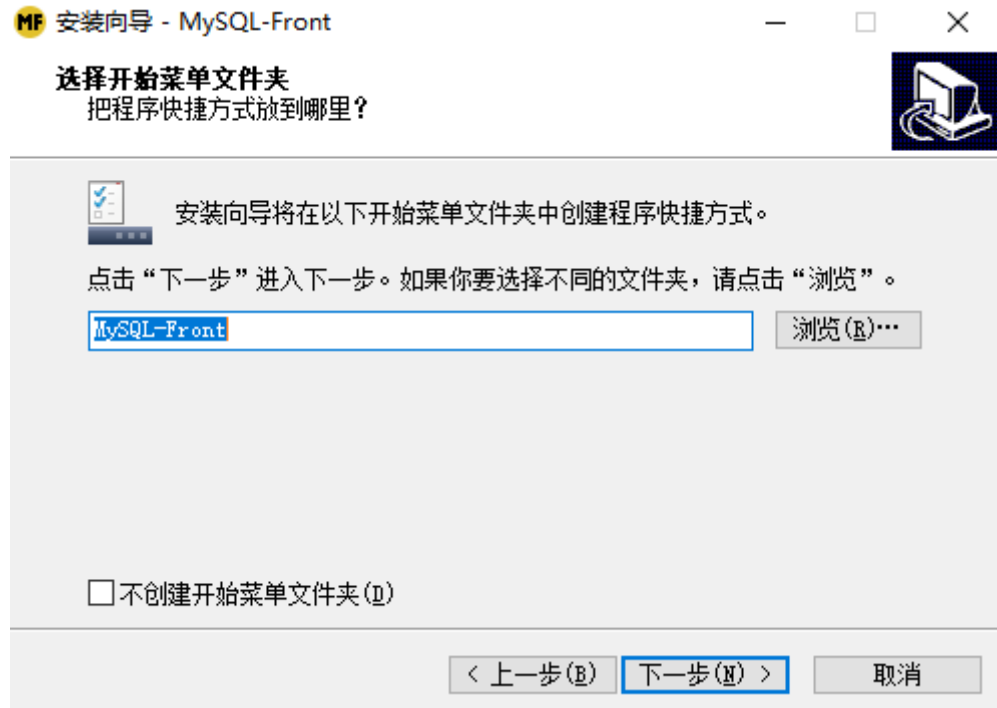 MF 安装向导 - MySQL-Front
选择开始菜单文件夹
把程序快捷方式放到哪里？
安装向导将在以下开始菜单文件夹中创建程序快捷方式。
点击“下一步”进入下一步。如果你要选择不同的文件夹，请点击“浏览”。
MySQL-Front 浏览(R)...
不创建开始菜单文件夹(D)
< 上一步(B) 下一步(N) > 取消